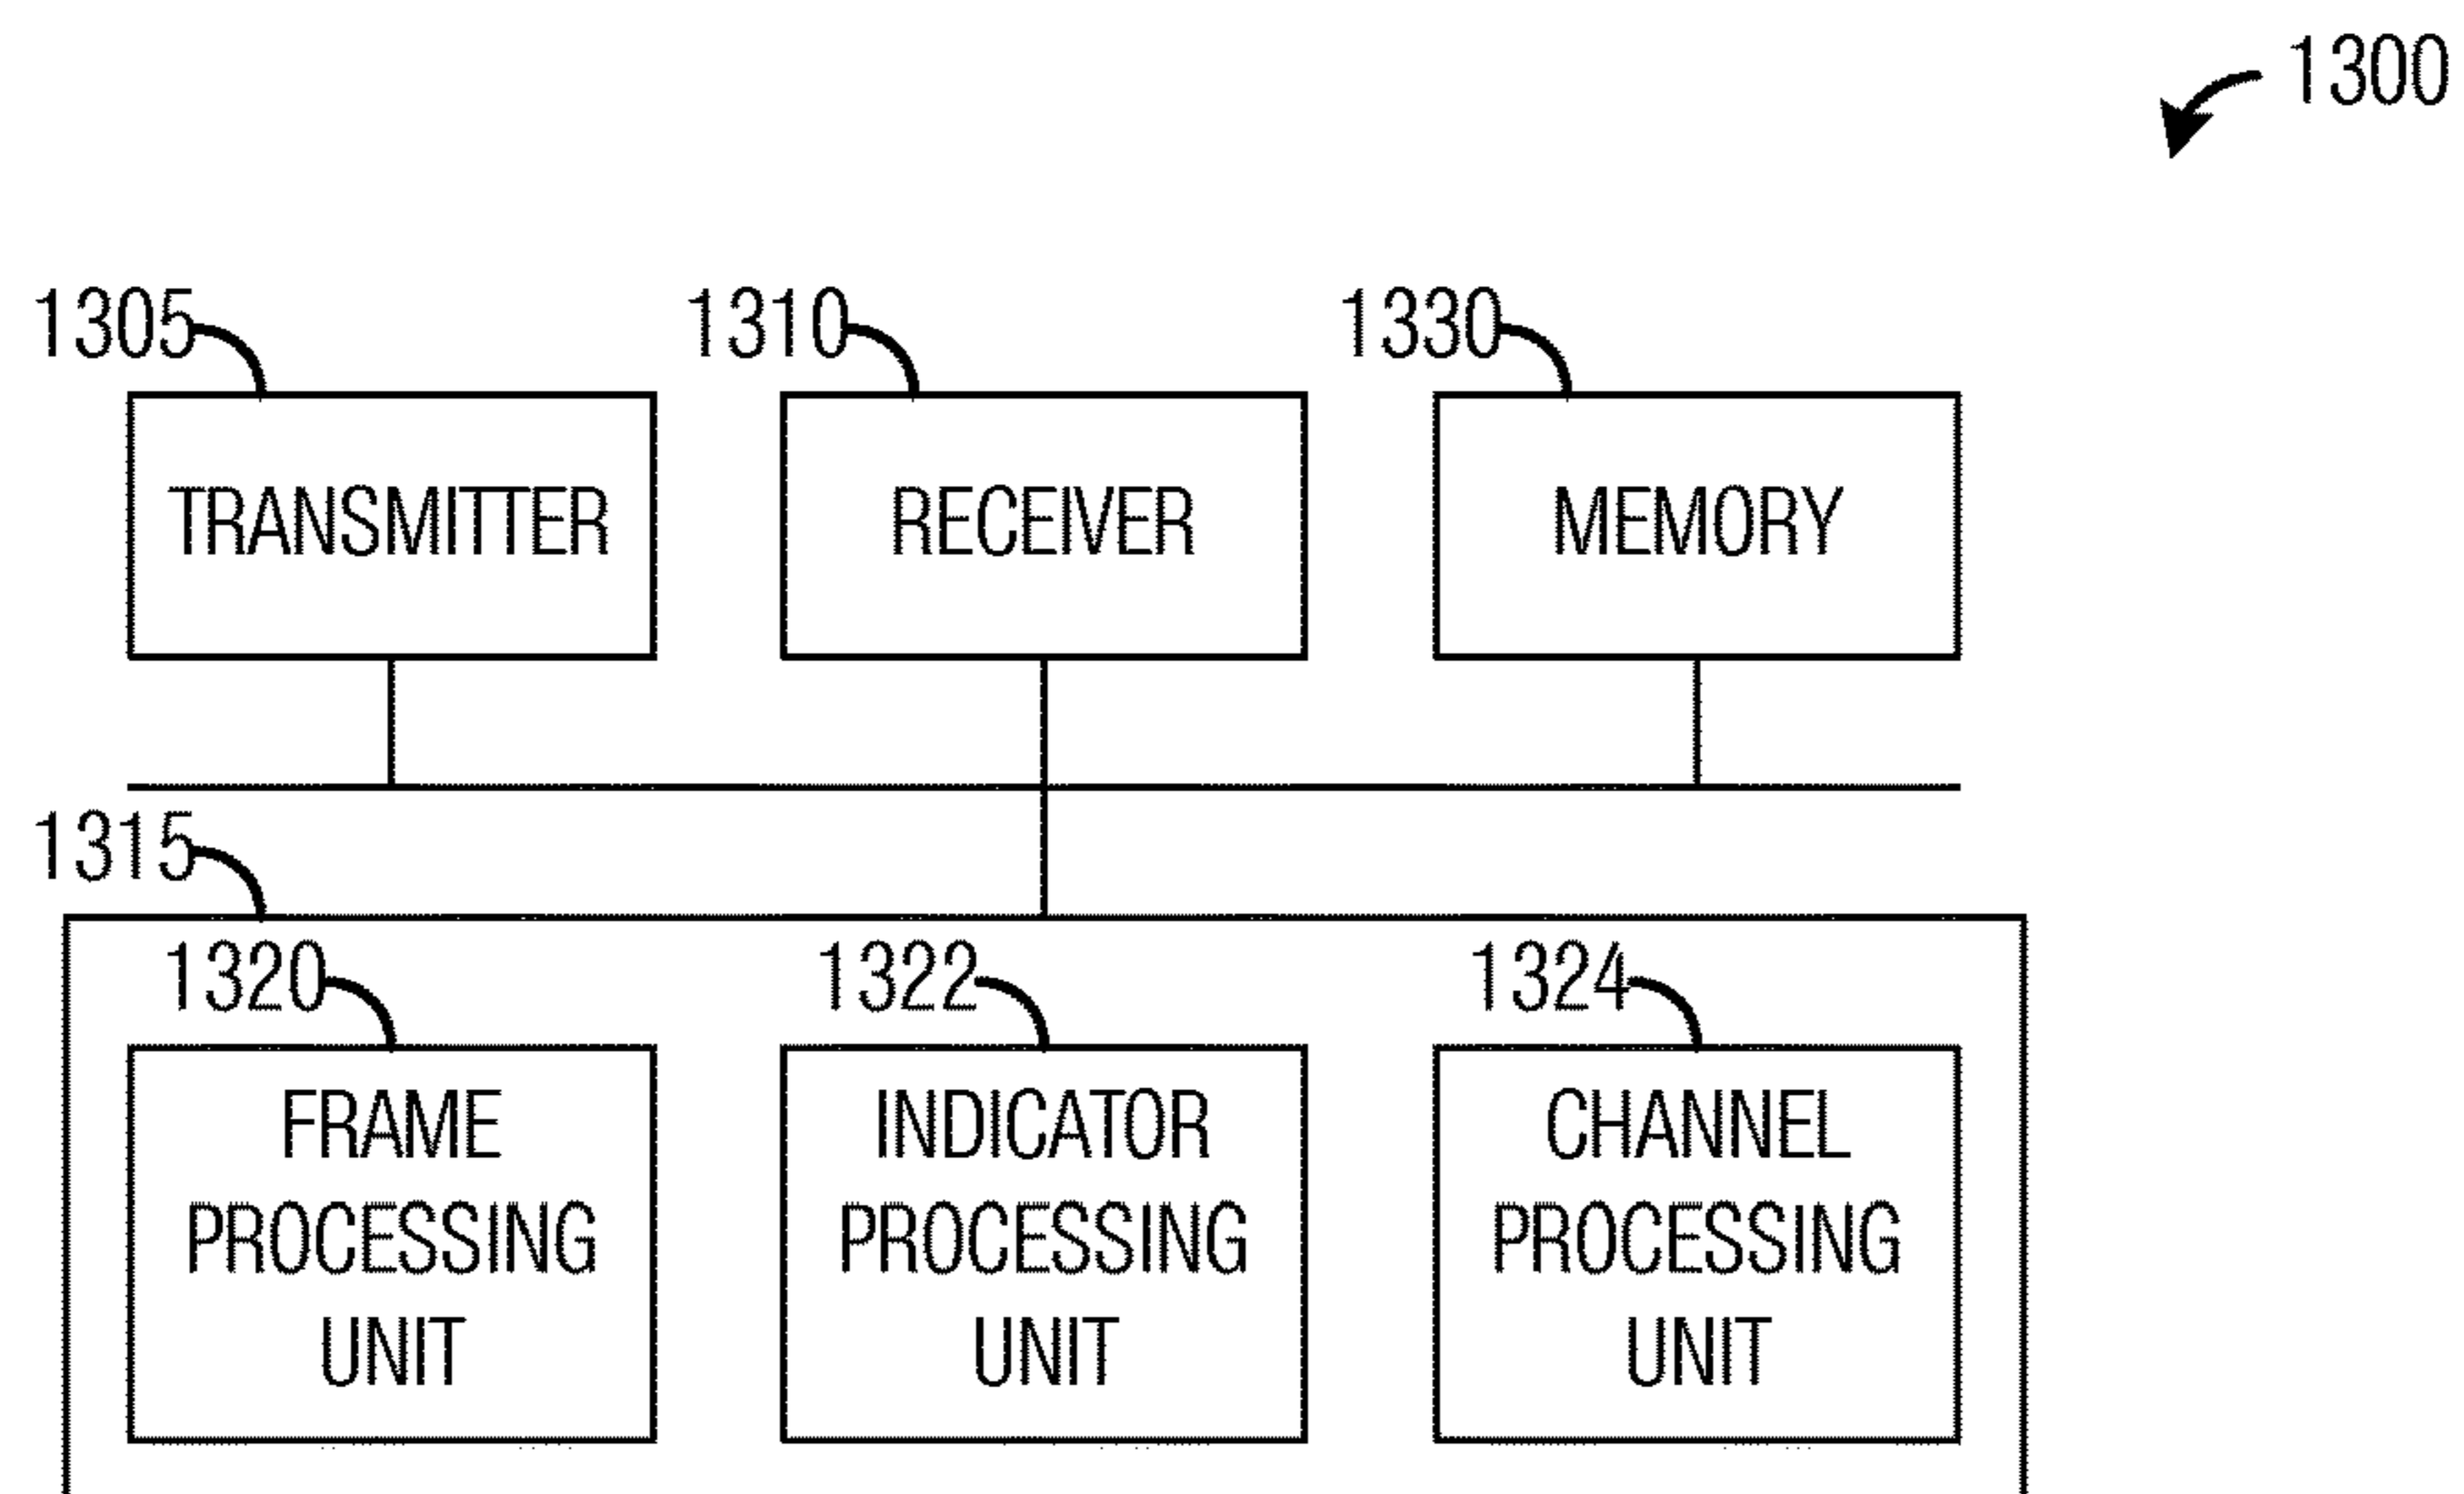 1300
1305
1310
1330
TRANSMITTER
RECEIVER
MEMORY
1315
1320
1322
1324
FRAME
PROCESSING
UNIT
INDICATOR
PROCESSING
UNIT
CHANNEL
PROCESSING
UNIT